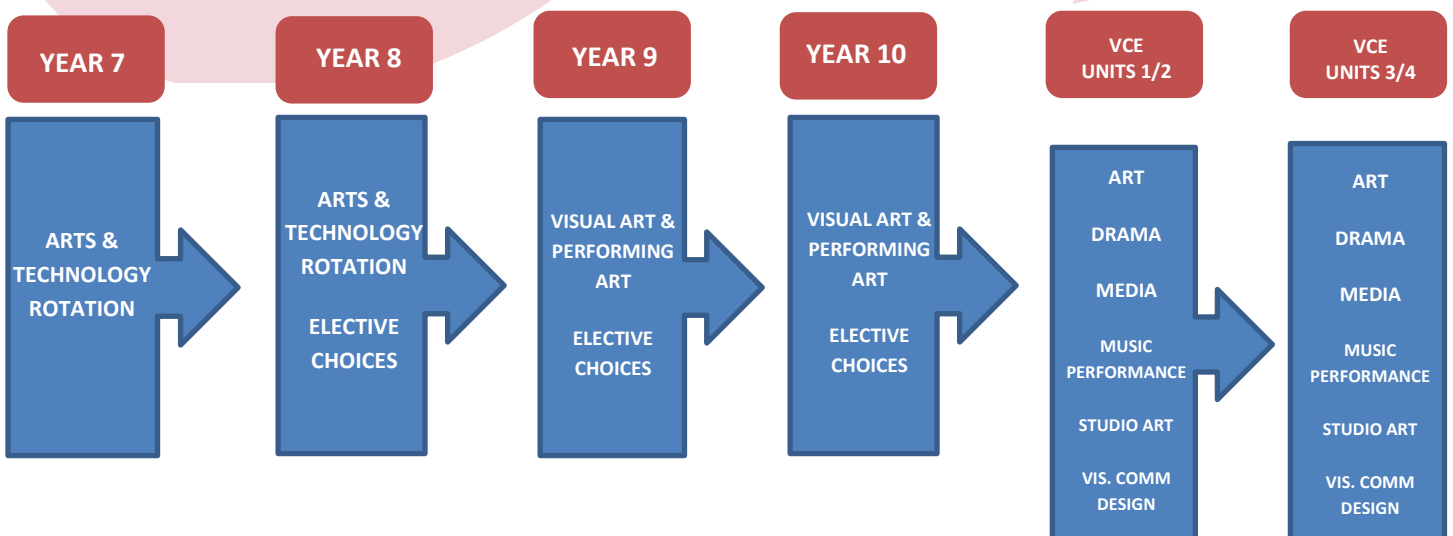 YEAR 7
YEAR 8
YEAR 9
YEAR 10
VCE
UNITS 1/2
VCE
UNITS 3/4
ARTS &
TECHNOLOGY
ROTATION
ARTS &
TECHNOLOGY
ROTATION
ELECTIVE
CHOICES
VISUAL ART &
PERFORMING
ART
ELECTIVE
CHOICES
VISUAL ART &
PERFORMING
ART
ELECTIVE
CHOICES
ART
DRAMA
MEDIA
MUSIC
PERFORMANCE
STUDIO ART
VIS. COMM
DESIGN
ART
DRAMA
MEDIA
MUSIC
PERFORMANCE
STUDIO ART
VIS. COMM
DESIGN